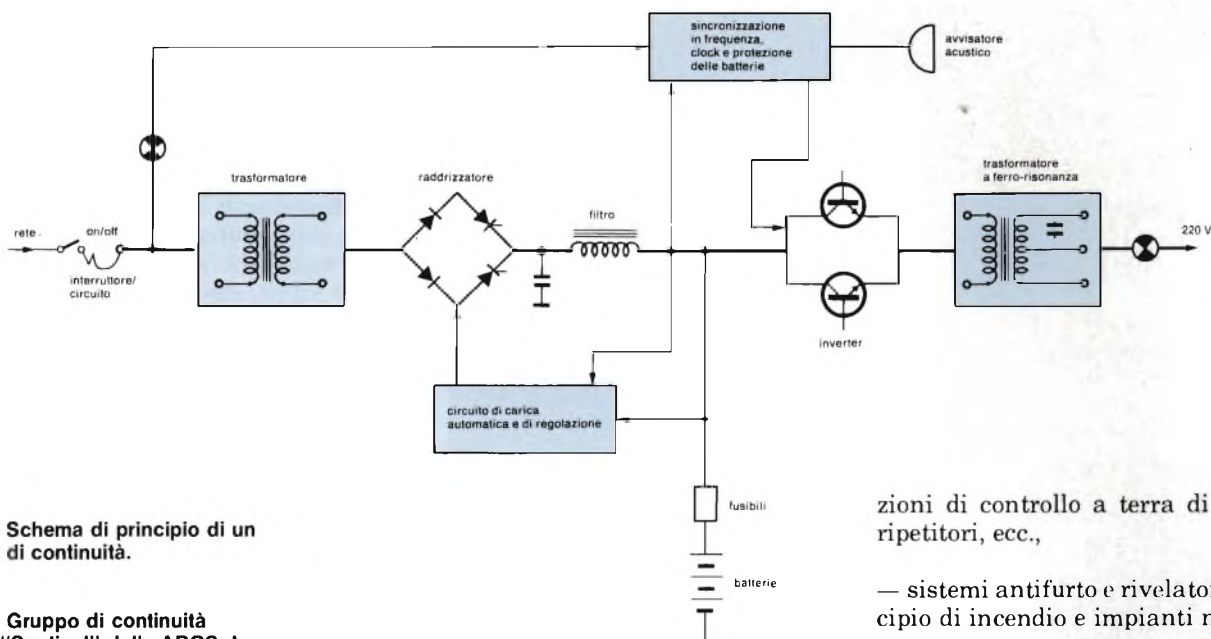 sincronizzazione
in frequenza,
clock e protezione
delle batterie
avvisatore
acustico
trasformatore
raddrizzatore
filtro
trasformatore
a ferro-risonanza
rete
on/off
interruttore/
circuito
220 V
inverter
circuito di carica
automatica e di regolazione
fusibili
batterie
Schema di principio di un
di continuità.
Gruppo di continuità
zioni di controllo a terra di
ripetitori, ecc.,
— sistemi antifurto e rivelato
cipio di incendio e impianti